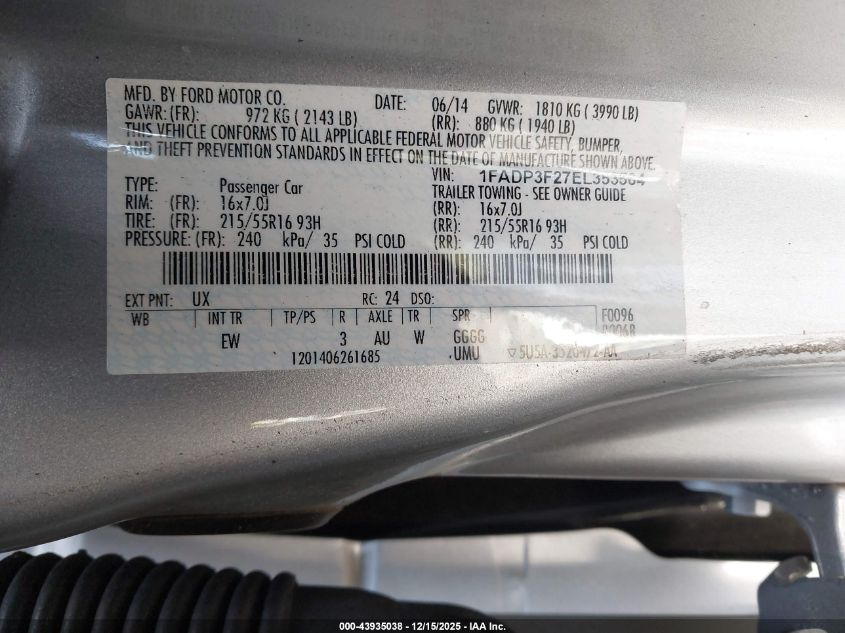 MFD. BY FORD MOTOR CO. DATE: 06/14 GVWR: 1810 KG ( 3990 LB)
GAWR: (FR): 972 KG ( 2143 LB) (RR): 880 KG ( 1940 LB)
THIS VEHICLE CONFORMS TO ALL APPLICABLE FEDERAL MOTOR VEHICLE SAFETY, BUMPER,
AND THEFT PREVENTION STANDARDS IN EFFECT ON THE DATE OF MANUFACTURE SHOWN ABOVE.
VIN: 1FADP3F27EL353564
TYPE: Passenger Car TRAILER TOWING - SEE OWNER GUIDE
RIM: (FR): 16x7.0J (RR): 16x7.0J
TIRE: (FR): 215/55R16 93H (RR): 215/55R16 93H
PRESSURE: (FR): 240 kPa/ 35 PSI COLD (RR): 240 kPa/ 35 PSI COLD
EXT PNT: UX RC: 24 DSO:
WB | INT TR | TP/PS | R | AXLE | TR | SPR F0096
EW 3 AU W GGGG
1201406261685 .UMU
000-43935038 - 12/15/2025 - IAA Inc.